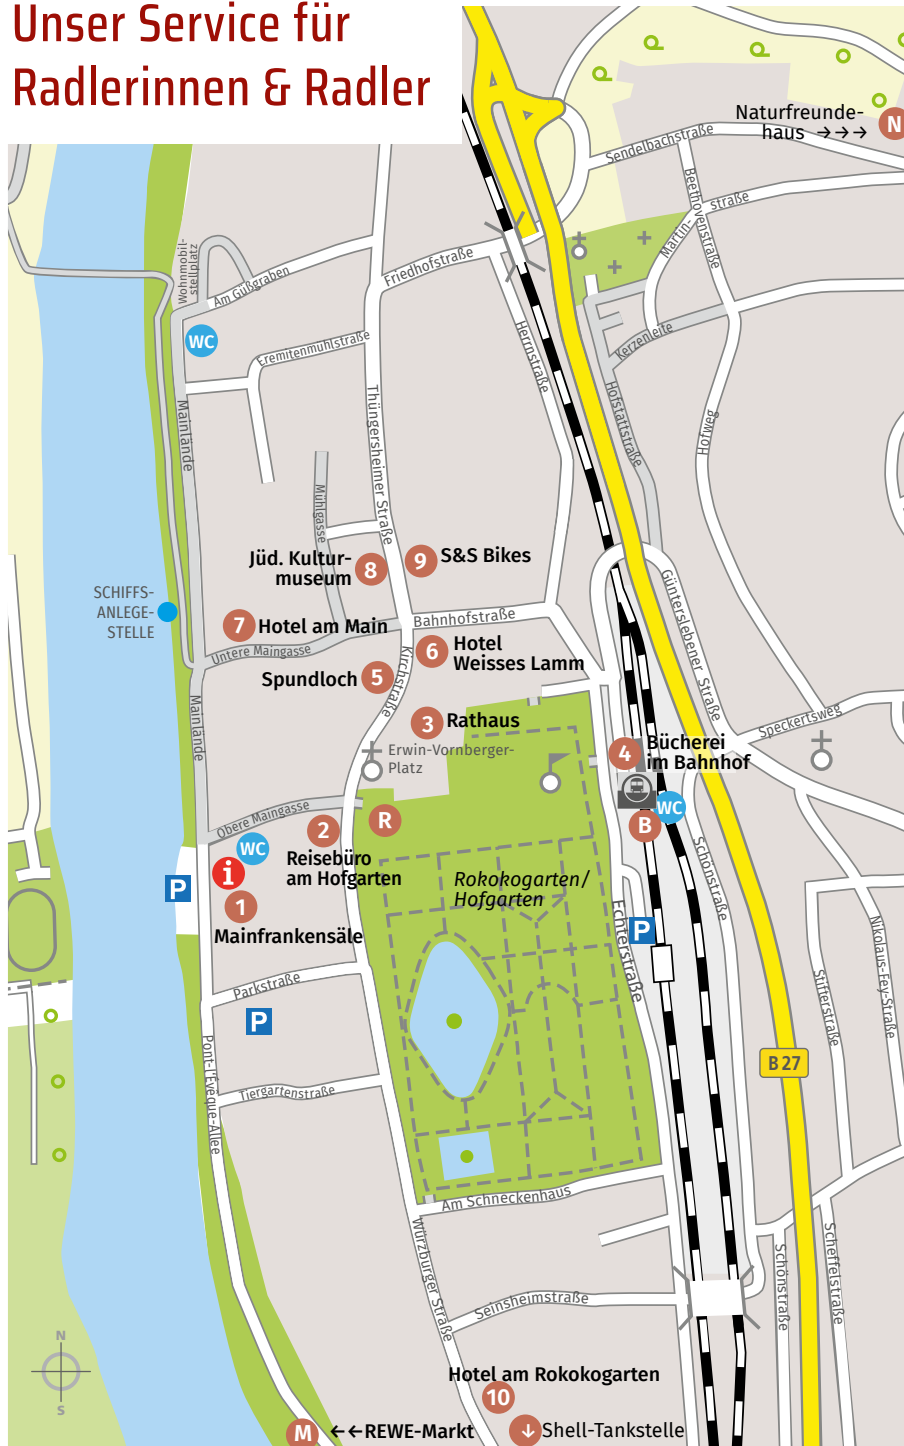 Unser Service für
Radlerinnen & Radler
Naturfreunde-
haus →→→
N
Sendelbachstraße
Beethovenstraße
Martin-
straße
Wohnmobil-
stellplatz
Am Güßgraben
Friedhofstraße
WC
Eremitenmühlstraße
Herrnstraße
Kerzenleite
Hofstattstraße
Hofweg
Mainlände
Thüngersheimer Straße
Mühlgasse
Jüd. Kultur-
museum
8
9
S&S Bikes
SCHIFFS-
ANLEGE-
STELLE
7
Hotel am Main
Bahnhofstraße
Günterslebener Straße
Untere Maingasse
6
Hotel
Weisses Lamm
Spundloch
5
Kirchstraße
Mainlände
3
Rathaus
Speckertsweg
4
Bücherei
im Bahnhof
Erwin-Vornberger-
Platz
WC
B
Obere Maingasse
2
R
WC
Reisebüro
am Hofgarten
i
P
1
Mainfrankensäle
Rokokogarten/
Hofgarten
Schönstraße
Echterstraße
P
Nikolaus-Fey-Straße
Stifterstraße
Parkstraße
P
Pont-l'Évêque-Allee
B 27
Tiergartenstraße
Am Schneckenhaus
Würzburger Straße
Schönstraße
Scheffelstraße
Seinsheimstraße
N
S
Hotel am Rokokogarten
10
M
←←REWE-Markt
↓
Shell-Tankstelle